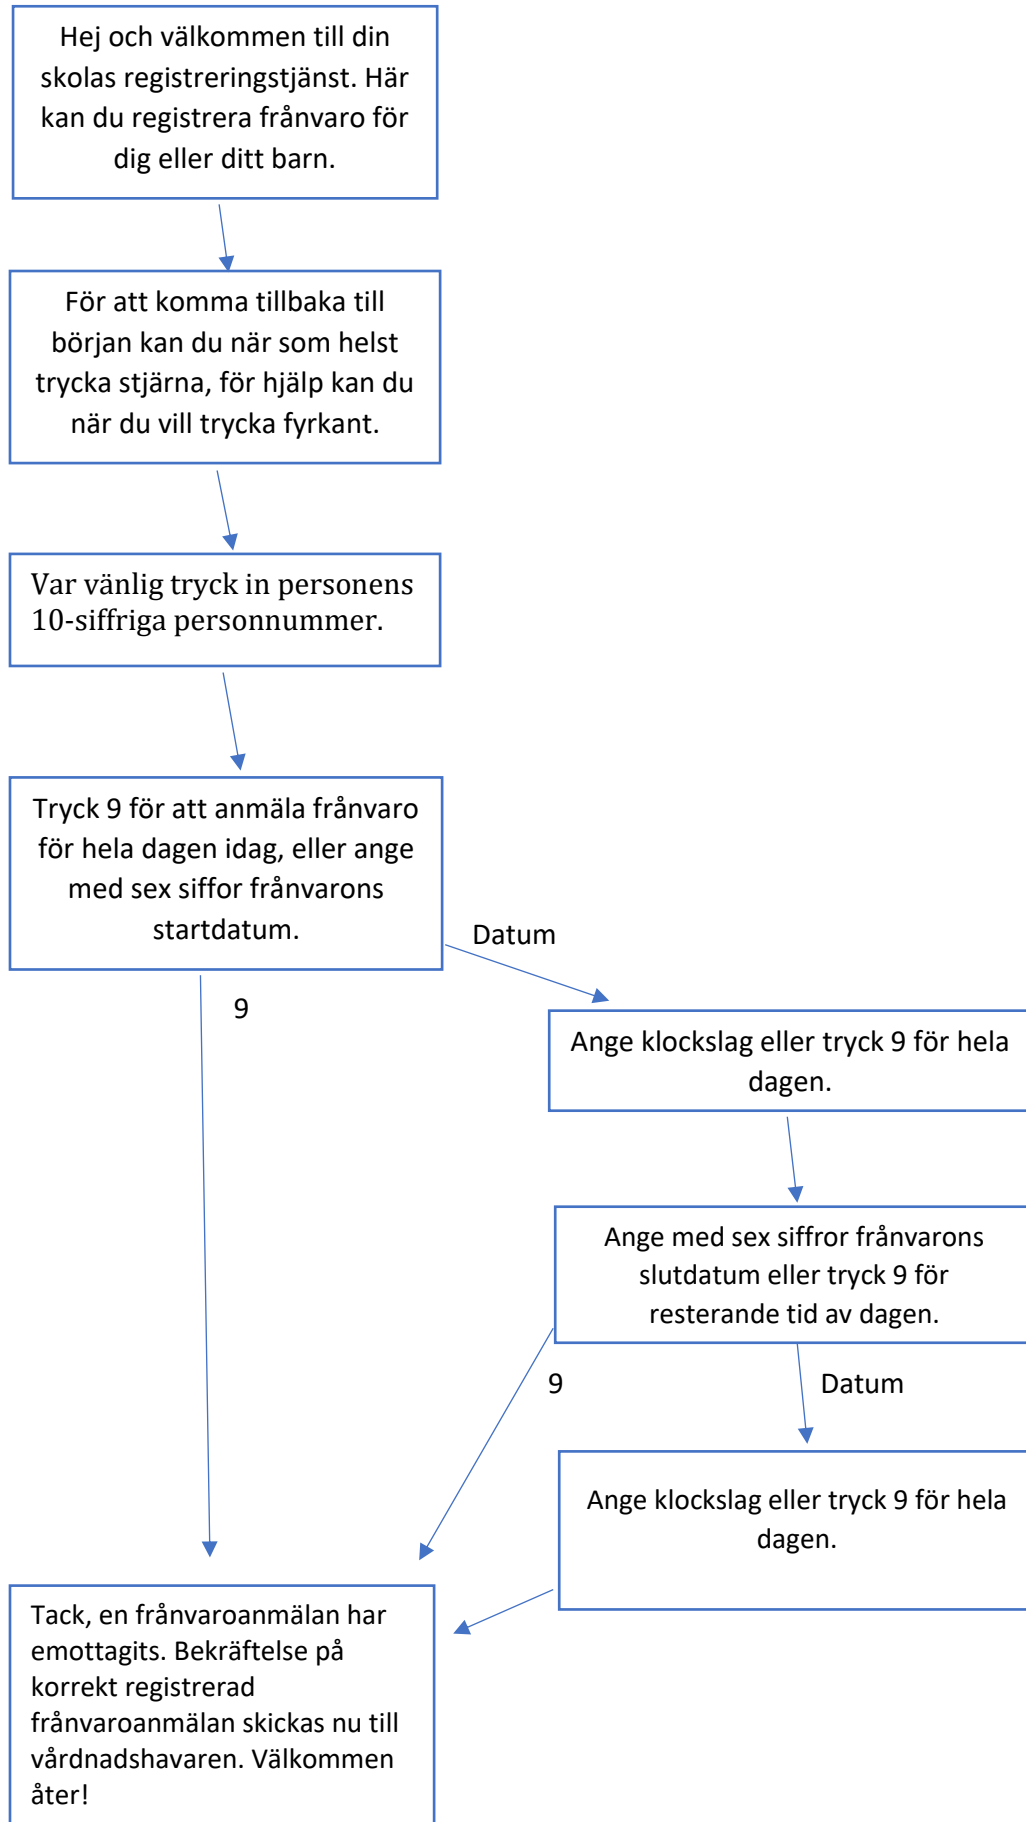 Hej och välkommen till din
skolas registreringstjänst. Här
kan du registrera frånvaro för
dig eller ditt barn.
För att komma tillbaka till
början kan du när som helst
trycka stjärna, för hjälp kan du
när du vill trycka fyrkant.
Var vänlig tryck in personens
10-siffriga personnummer.
Tryck 9 för att anmäla frånvaro
för hela dagen idag, eller ange
med sex siffor frånvarons
startdatum.
Datum
9
Ange klockslag eller tryck 9 för hela
dagen.
Ange med sex siffror frånvarons
slutdatum eller tryck 9 för
resterande tid av dagen.
9
Datum
Ange klockslag eller tryck 9 för hela
dagen.
Tack, en frånvaroanmälan har
emottagits. Bekräftelse på
korrekt registrerad
frånvaroanmälan skickas nu till
vårdnadshavaren. Välkommen
åter!